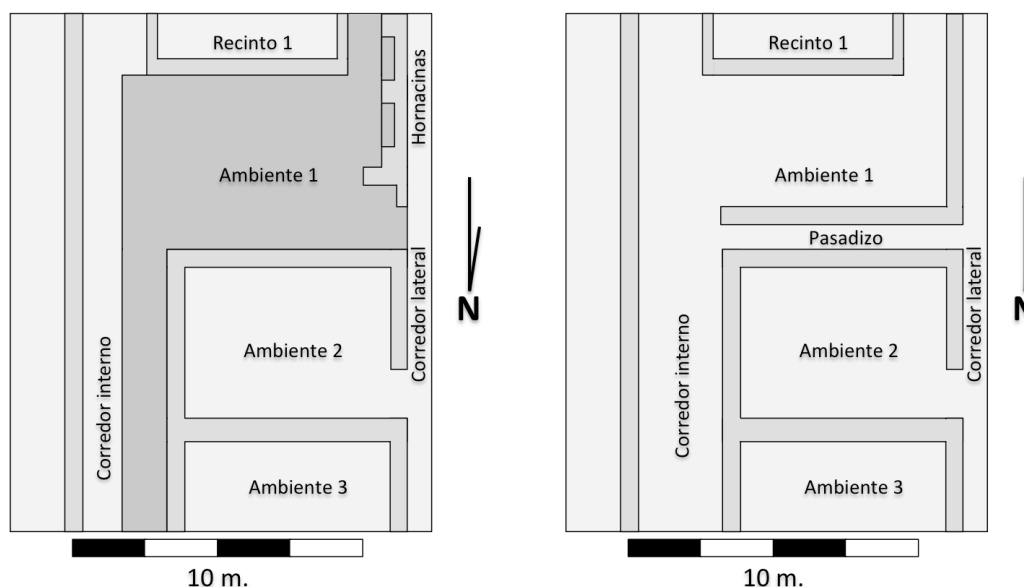 Recinto 1
Hornacinas
Ambiente 1
Corredor lateral
N
Ambiente 2
Corredor interno
Ambiente 3
10 m.
Recinto 1
Ambiente 1
Pasadizo
Corredor lateral
N
Ambiente 2
Corredor interno
Ambiente 3
10 m.